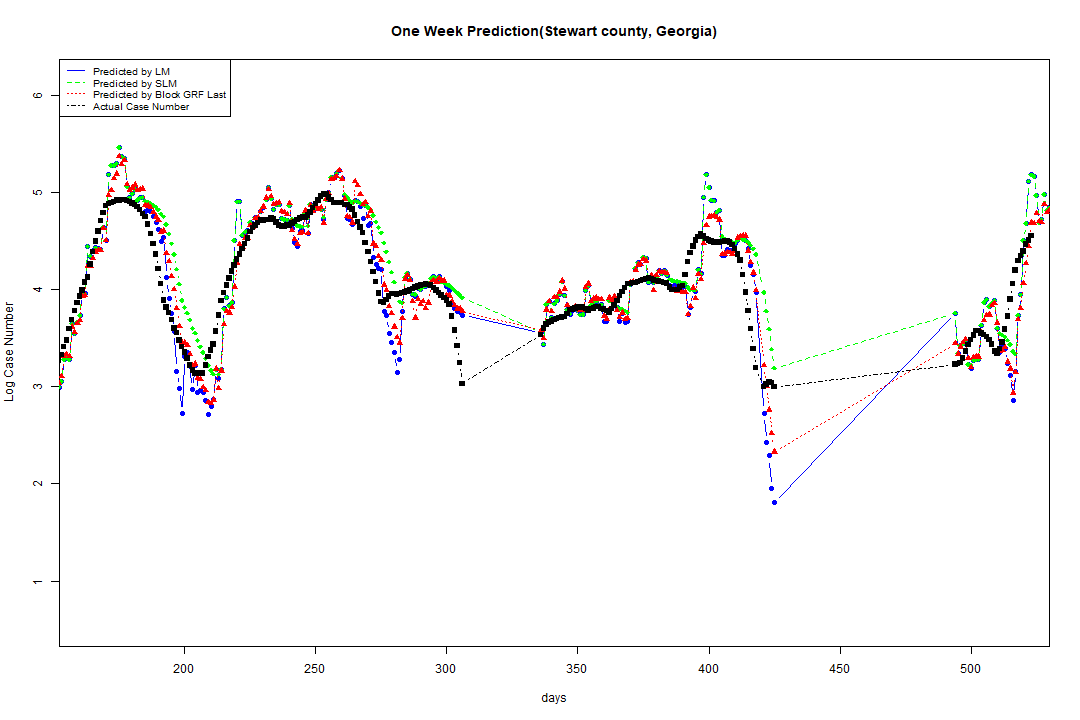 One Week Prediction(Stewart county, Georgia)
Predicted by LM
Predicted by SLM
Predicted by Block GRF Last
Actual Case Number
Log Case Number
6
5
4
3
2
1
200 250 300 350 400 450 500
days